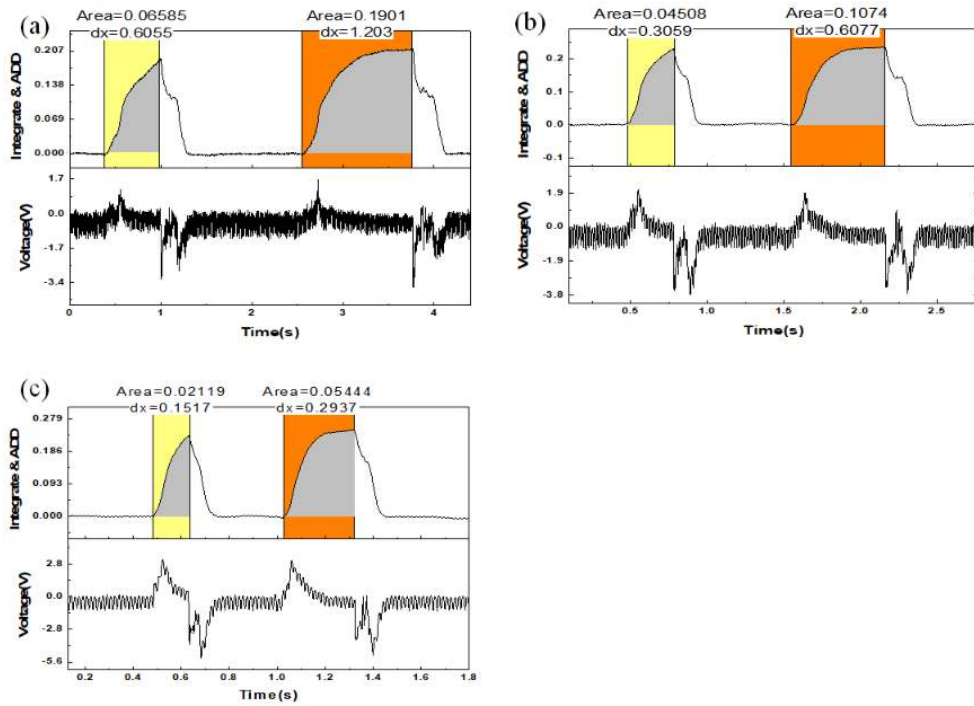 (a)
Area=0.06585
dx=0.6055
Area=0.1901
dx=1.203
Integrate & ADD
0.207
0.138
0.069
0.000
Voltage(V)
1.7
0.0
-1.7
-3.4
0 1 2 3 4
Time(s)
(b)
Area=0.04508
dx=0.3059
Area=0.1074
dx=0.6077
Integrate & ADD
0.2
0.1
0.0
-0.1
Voltage(V)
1.9
0.0
-1.9
-3.8
0.5 1.0 1.5 2.0 2.5
Time(s)
(c)
Area=0.02119
dx=0.1517
Area=0.05444
dx=0.2937
Integrate & ADD
0.279
0.186
0.093
0.000
Voltage(V)
2.8
0.0
-2.8
-5.6
0.2 0.4 0.6 0.8 1.0 1.2 1.4 1.6 1.8
Time(s)